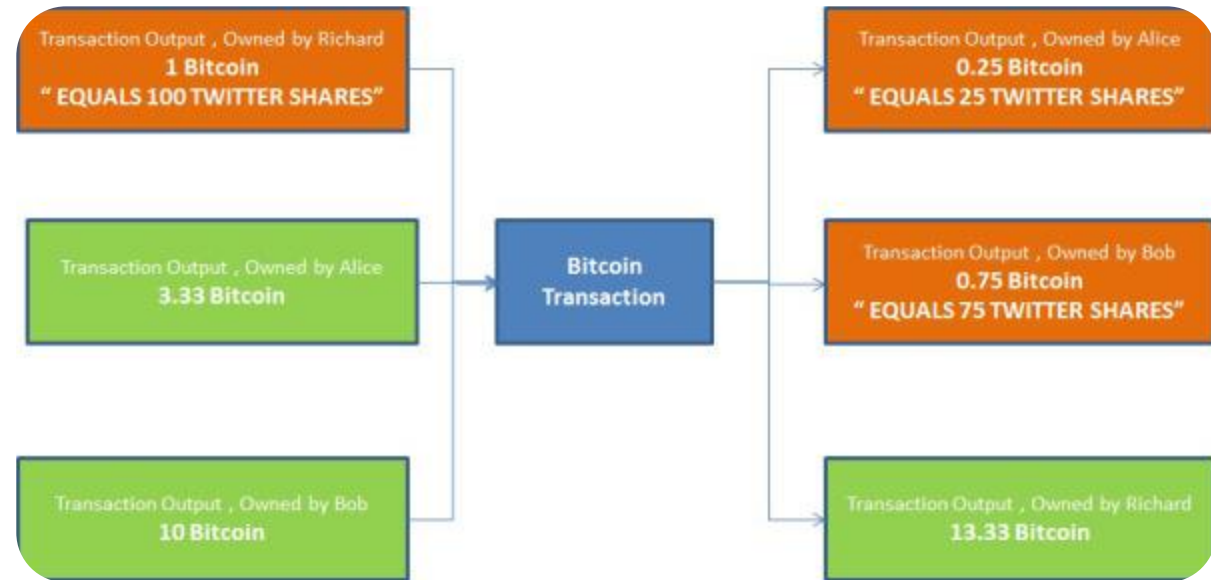 Transaction Output , Owned by Richard
1 Bitcoin
“ EQUALS 100 TWITTER SHARES”
Transaction Output , Owned by Alice
3.33 Bitcoin
Transaction Output , Owned by Bob
10 Bitcoin
Bitcoin
Transaction
Transaction Output , Owned by Alice
0.25 Bitcoin
“ EQUALS 25 TWITTER SHARES”
Transaction Output , Owned by Bob
0.75 Bitcoin
“ EQUALS 75 TWITTER SHARES”
Transaction Output , Owned by Richard
13.33 Bitcoin